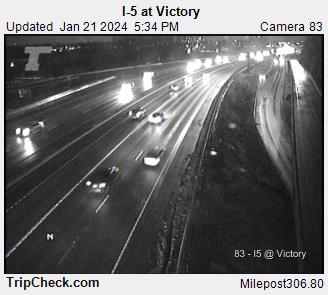 I-5 at Victory
Updated Jan 21 2024 5:34 PM Camera 83
T
N
83 - I5 @ Victory
TripCheck.com Milepost306.80